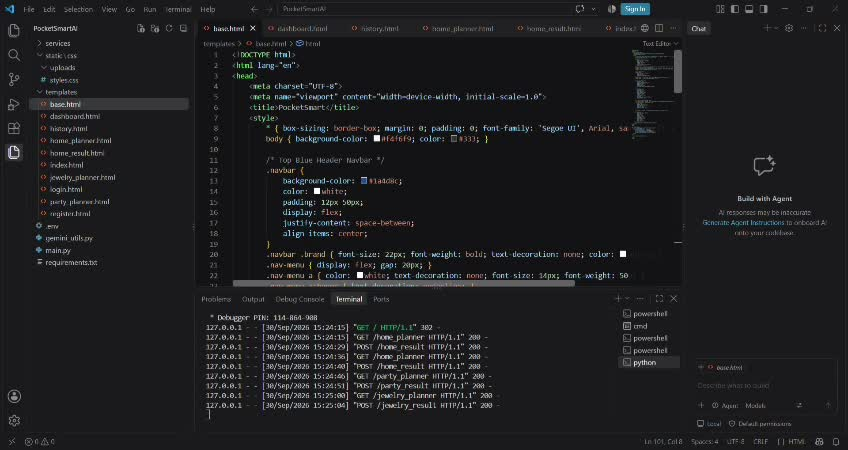 File Edit Selection View Go Run Terminal Help
PocketSmartAI
Sign In
PocketSmartAI
services
static \ css
uploads
# styles.css
templates
base.html
dashboard.html
history.html
home_planner.html
home_result.html
index.html
jewelry_planner.html
login.html
party_planner.html
register.html
.env
gemini_utils.py
main.py
requirements.txt
base.html
dashboard.html
history.html
home_planner.html
home_result.html
index.
templates > base.html > html
Text Editor
1 <!DOCTYPE html>
2 <html lang="en">
3 <head>
4 <meta charset="UTF-8">
5 <meta name="viewport" content="width=device-width, initial-scale=1.0">
6 <title>PocketSmart</title>
7 <style>
8 * { box-sizing: border-box; margin: 0; padding: 0; font-family: 'Segoe UI', Arial, sa
9 body { background-color: #f4f6f9; color: #333; }
10
11 /* Top Blue Header Navbar */
12 .navbar {
13 background-color: #1a4d8c;
14 color: white;
15 padding: 12px 50px;
16 display: flex;
17 justify-content: space-between;
18 align-items: center;
19 }
20 .navbar .brand { font-size: 22px; font-weight: bold; text-decoration: none; color:
21 .nav-menu { display: flex; gap: 20px; }
22 .nav-menu a { color: white; text-decoration: none; font-size: 14px; font-weight: 50
Problems Output Debug Console Terminal Ports
* Debugger PIN: 114-864-908
127.0.0.1 - - [30/Sep/2026 15:24:15] "GET / HTTP/1.1" 302 -
127.0.0.1 - - [30/Sep/2026 15:24:15] "GET /home_planner HTTP/1.1" 200 -
127.0.0.1 - - [30/Sep/2026 15:24:29] "POST /home_result HTTP/1.1" 200 -
127.0.0.1 - - [30/Sep/2026 15:24:36] "GET /home_planner HTTP/1.1" 200 -
127.0.0.1 - - [30/Sep/2026 15:24:40] "POST /home_result HTTP/1.1" 200 -
127.0.0.1 - - [30/Sep/2026 15:24:46] "GET /party_planner HTTP/1.1" 200 -
127.0.0.1 - - [30/Sep/2026 15:24:51] "POST /party_result HTTP/1.1" 200 -
127.0.0.1 - - [30/Sep/2026 15:25:00] "GET /jewelry_planner HTTP/1.1" 200 -
127.0.0.1 - - [30/Sep/2026 15:25:04] "POST /jewelry_result HTTP/1.1" 200 -
powershell
cmd
powershell
powershell
python
Chat
Build with Agent
AI responses may be inaccurate
Generate Agent Instructions to onboard AI
onto your codebase.
base.html
Describe what to build
Agent Models
Local Default permissions
0 0
Ln 101, Col 8 Spaces: 4 UTF-8 CRLF HTML